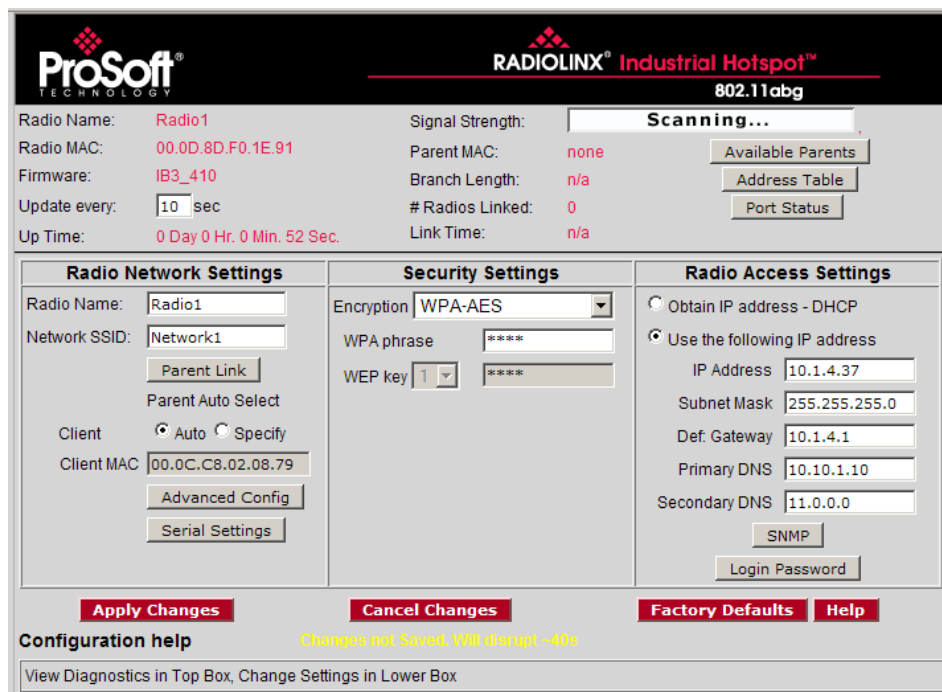 ProSoft®
TECHNOLOGY
RADIOLINX® Industrial Hotspot™
802.11abg
Radio Name: Radio1
Radio MAC: 00.0D.8D.F0.1E.91
Firmware: IB3_410
Update every: 10 sec
Up Time: 0 Day 0 Hr. 0 Min. 52 Sec.
Signal Strength: Scanning... ,
Parent MAC: none Available Parents
Branch Length: n/a Address Table
# Radios Linked: 0 Port Status
Link Time: n/a
Radio Network Settings
Radio Name: Radio1
Network SSID: Network1
Parent Link
Parent Auto Select
Client Auto Specify
Client MAC 00.0C.C8.02.08.79
Advanced Config
Serial Settings
Security Settings
Encryption WPA-AES
WPA phrase ****
WEP key 1 ****
Radio Access Settings
Obtain IP address - DHCP
Use the following IP address
IP Address 10.1.4.37
Subnet Mask 255.255.255.0
Def. Gateway 10.1.4.1
Primary DNS 10.10.1.10
Secondary DNS 11.0.0.0
SNMP
Login Password
Apply Changes Cancel Changes Factory Defaults Help
Configuration help Changes not Saved. Will disrupt ~40s
View Diagnostics in Top Box, Change Settings in Lower Box